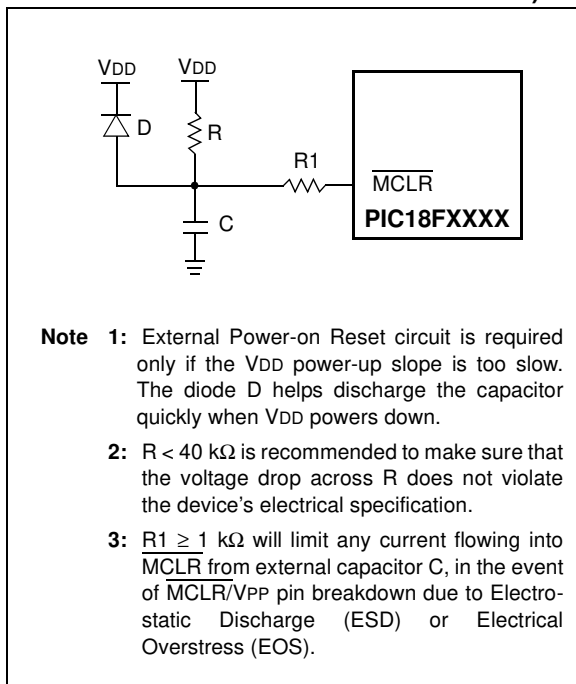 VDD VDD
D
R
R1
MCLR
C
PIC18FXXXX
Note 1: External Power-on Reset circuit is required
only if the VDD power-up slope is too slow.
The diode D helps discharge the capacitor
quickly when VDD powers down.
2: R < 40 kΩ is recommended to make sure that
the voltage drop across R does not violate
the device's electrical specification.
3: R1 ≥ 1 kΩ will limit any current flowing into
MCLR from external capacitor C, in the event
of MCLR/VPP pin breakdown due to Electro-
static Discharge (ESD) or Electrical
Overstress (EOS).